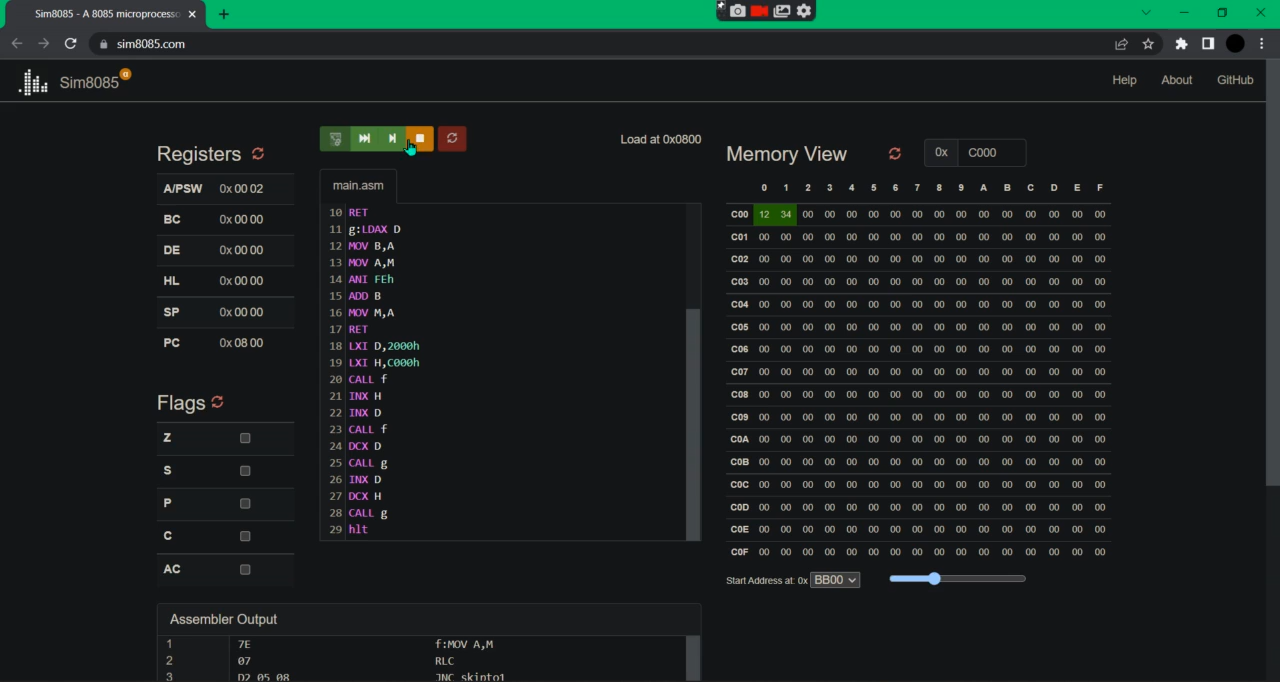 Sim8085 - A 8085 microprocesso
sim8085.com
Sim8085 α
Help About GitHub
Registers
A/PSW 0x 00 02
BC 0x 00 00
DE 0x 00 00
HL 0x 00 00
SP 0x 00 00
PC 0x 08 00
Flags
Z
S
P
C
AC
Load at 0x0800
main.asm
10 RET
11 g:LDAX D
12 MOV B,A
13 MOV A,M
14 ANI FEh
15 ADD B
16 MOV M,A
17 RET
18 LXI D,2000h
19 LXI H,C000h
20 CALL f
21 INX H
22 INX D
23 CALL f
24 DCX D
25 CALL g
26 INX D
27 DCX H
28 CALL g
29 hlt
Memory View 0x C000
0 1 2 3 4 5 6 7 8 9 A B C D E F
C00 12 34 00 00 00 00 00 00 00 00 00 00 00 00 00 00
C01 00 00 00 00 00 00 00 00 00 00 00 00 00 00 00 00
C02 00 00 00 00 00 00 00 00 00 00 00 00 00 00 00 00
C03 00 00 00 00 00 00 00 00 00 00 00 00 00 00 00 00
C04 00 00 00 00 00 00 00 00 00 00 00 00 00 00 00 00
C05 00 00 00 00 00 00 00 00 00 00 00 00 00 00 00 00
C06 00 00 00 00 00 00 00 00 00 00 00 00 00 00 00 00
C07 00 00 00 00 00 00 00 00 00 00 00 00 00 00 00 00
C08 00 00 00 00 00 00 00 00 00 00 00 00 00 00 00 00
C09 00 00 00 00 00 00 00 00 00 00 00 00 00 00 00 00
C0A 00 00 00 00 00 00 00 00 00 00 00 00 00 00 00 00
C0B 00 00 00 00 00 00 00 00 00 00 00 00 00 00 00 00
C0C 00 00 00 00 00 00 00 00 00 00 00 00 00 00 00 00
C0D 00 00 00 00 00 00 00 00 00 00 00 00 00 00 00 00
C0E 00 00 00 00 00 00 00 00 00 00 00 00 00 00 00 00
C0F 00 00 00 00 00 00 00 00 00 00 00 00 00 00 00 00
Start Address at: 0x BB00
Assembler Output
1 7E f:MOV A,M
2 07 RLC
3 D2 05 08 JNC skinto1